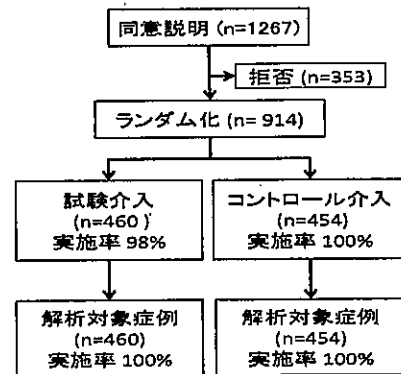 同意説明 (n=1267)
拒否 (n=353)
ランダム化 (n= 914)
試験介入
(n=460 )
実施率 98%
コントロール介入
(n=454)
実施率 100%
解析対象症例
(n=460)
実施率 100%
解析対象症例
(n=454)
実施率 100%